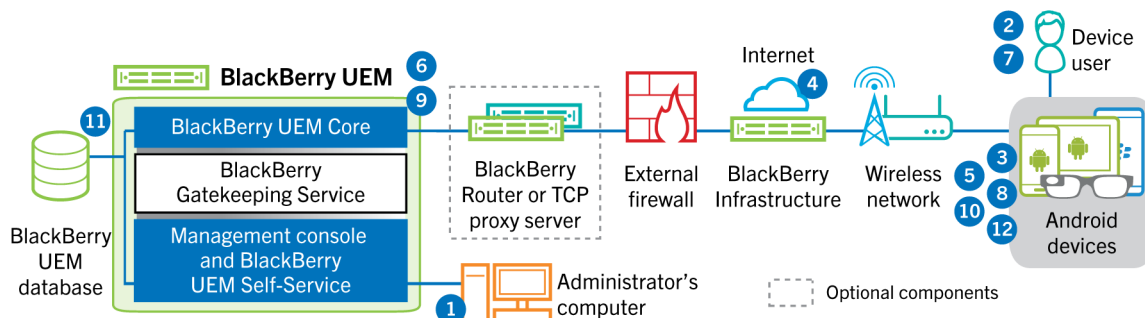 2
7
Device
user
Internet
4
BlackBerry UEM
6
9
11
BlackBerry UEM Core
BlackBerry
Gatekeeping Service
Management console
and BlackBerry
UEM Self-Service
BlackBerry
UEM
database
BlackBerry
Router or TCP
proxy server
External
firewall
BlackBerry
Infrastructure
Wireless
network
3
5
8
10
12
Android
devices
1
Administrator's
computer
Optional components